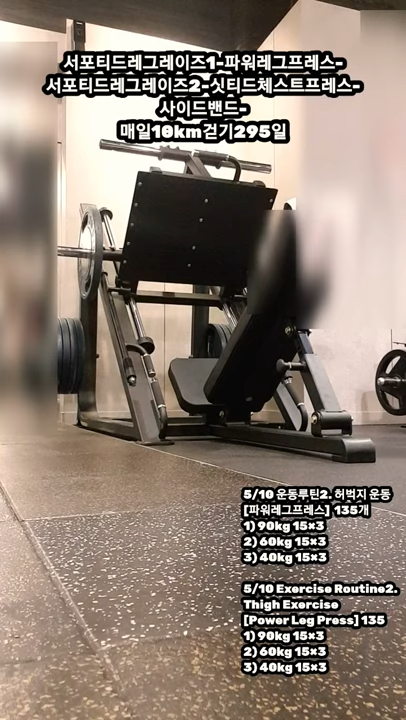 서포티드레그레이즈1-파워레그프레스-
서포티드레그레이즈2-싯티드체스트프레스-
사이드밴드-
매일10km걷기295일
5/10 운동루틴2. 허벅지 운동
[파워레그프레스] 135개
1) 90kg 15×3
2) 60kg 15×3
3) 40kg 15×3
5/10 Exercise Routine2.
Thigh Exercise
[Power Leg Press] 135
1) 90kg 15×3
2) 60kg 15×3
3) 40kg 15×3